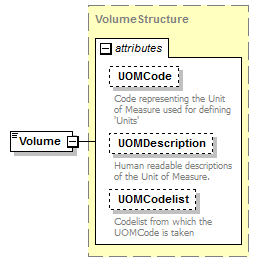 VolumeStructure
attributes
UOMCode
Code representing the Unit
of Measure used for defining
'Units'
Volume
UOMDescription
Human readable descriptions
of the Unit of Measure.
UOMCodelist
Codelist from which the
UOMCode is taken